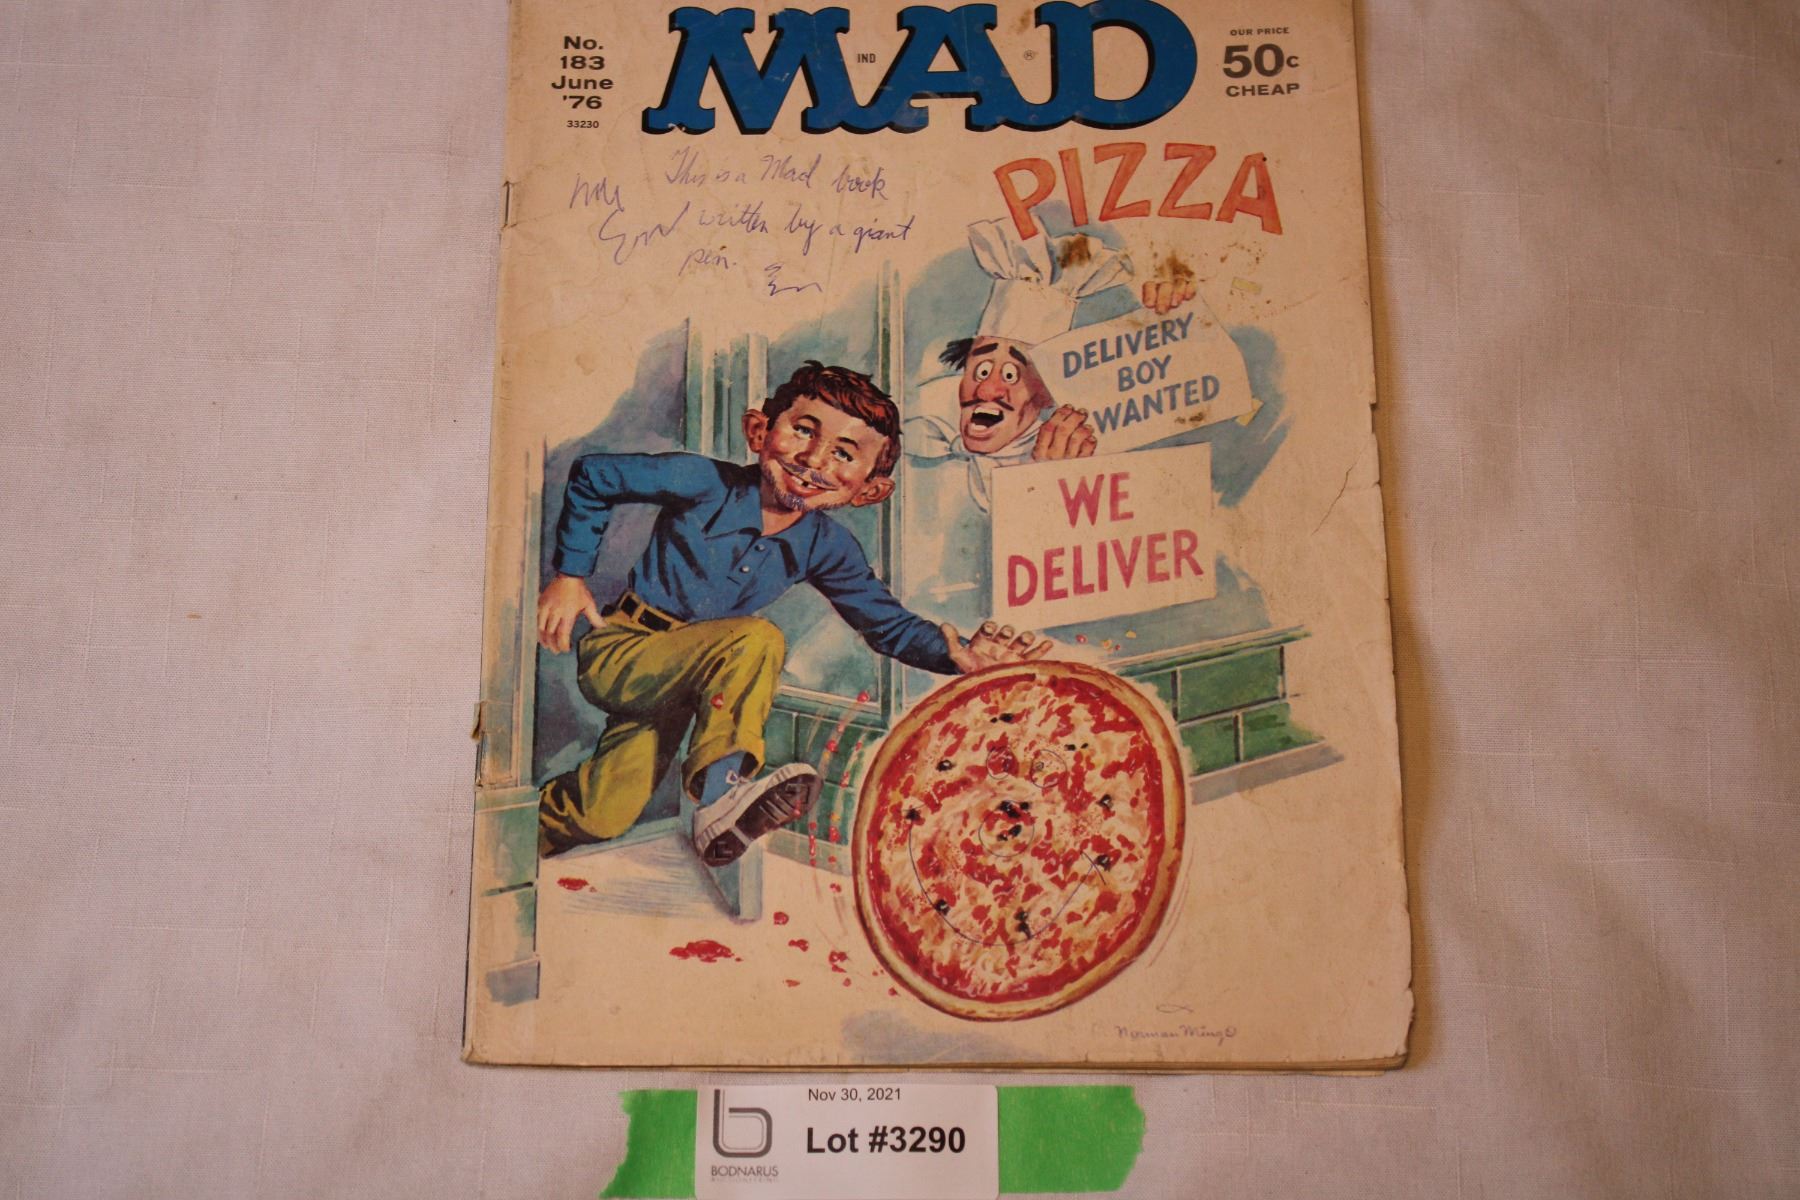 MAD
IND
®
No.
183
June
'76
33230
OUR PRICE
50c
CHEAP
This is a Mad book
written by a giant
pen.
PIZZA
DELIVERY
BOY
WANTED
WE
DELIVER
Norman Mingo
Nov 30, 2021
Lot #3290
BODNARUS
AUCTIONEERING